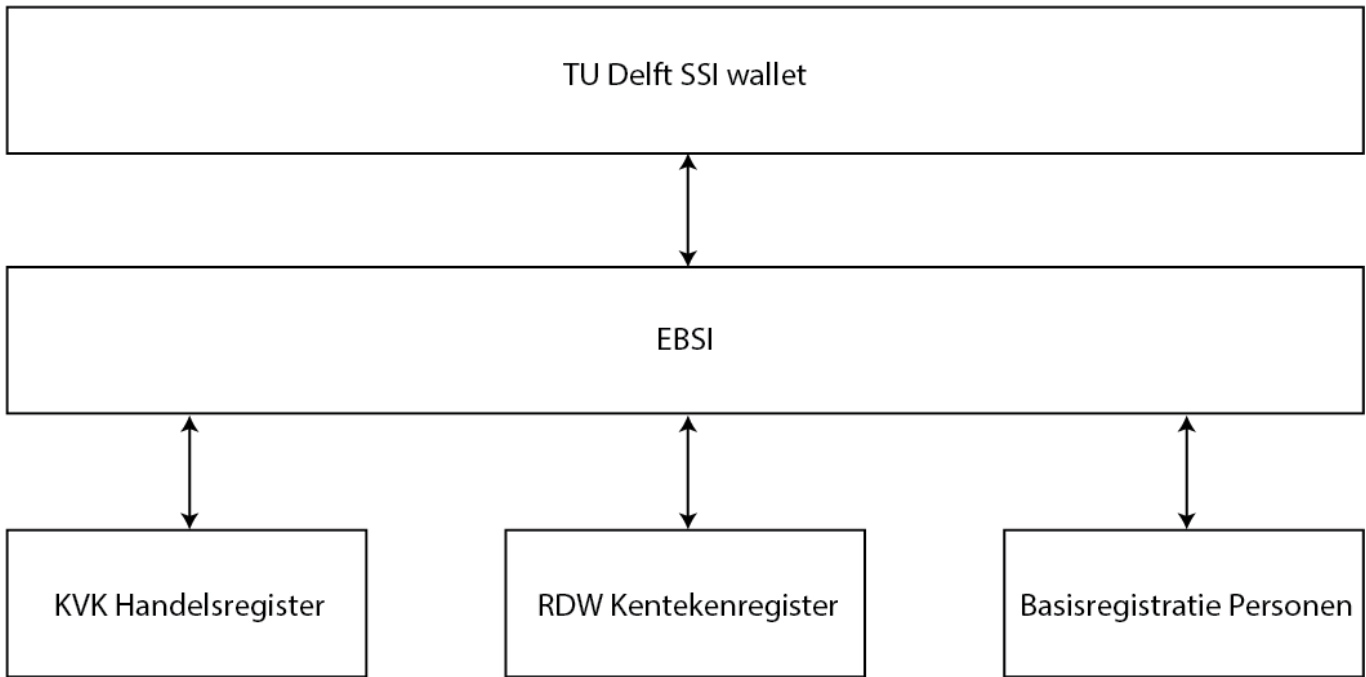 TU Delft SSI wallet
EBSI
KVK Handelsregister
RDW Kentekenregister
Basisregistratie Personen